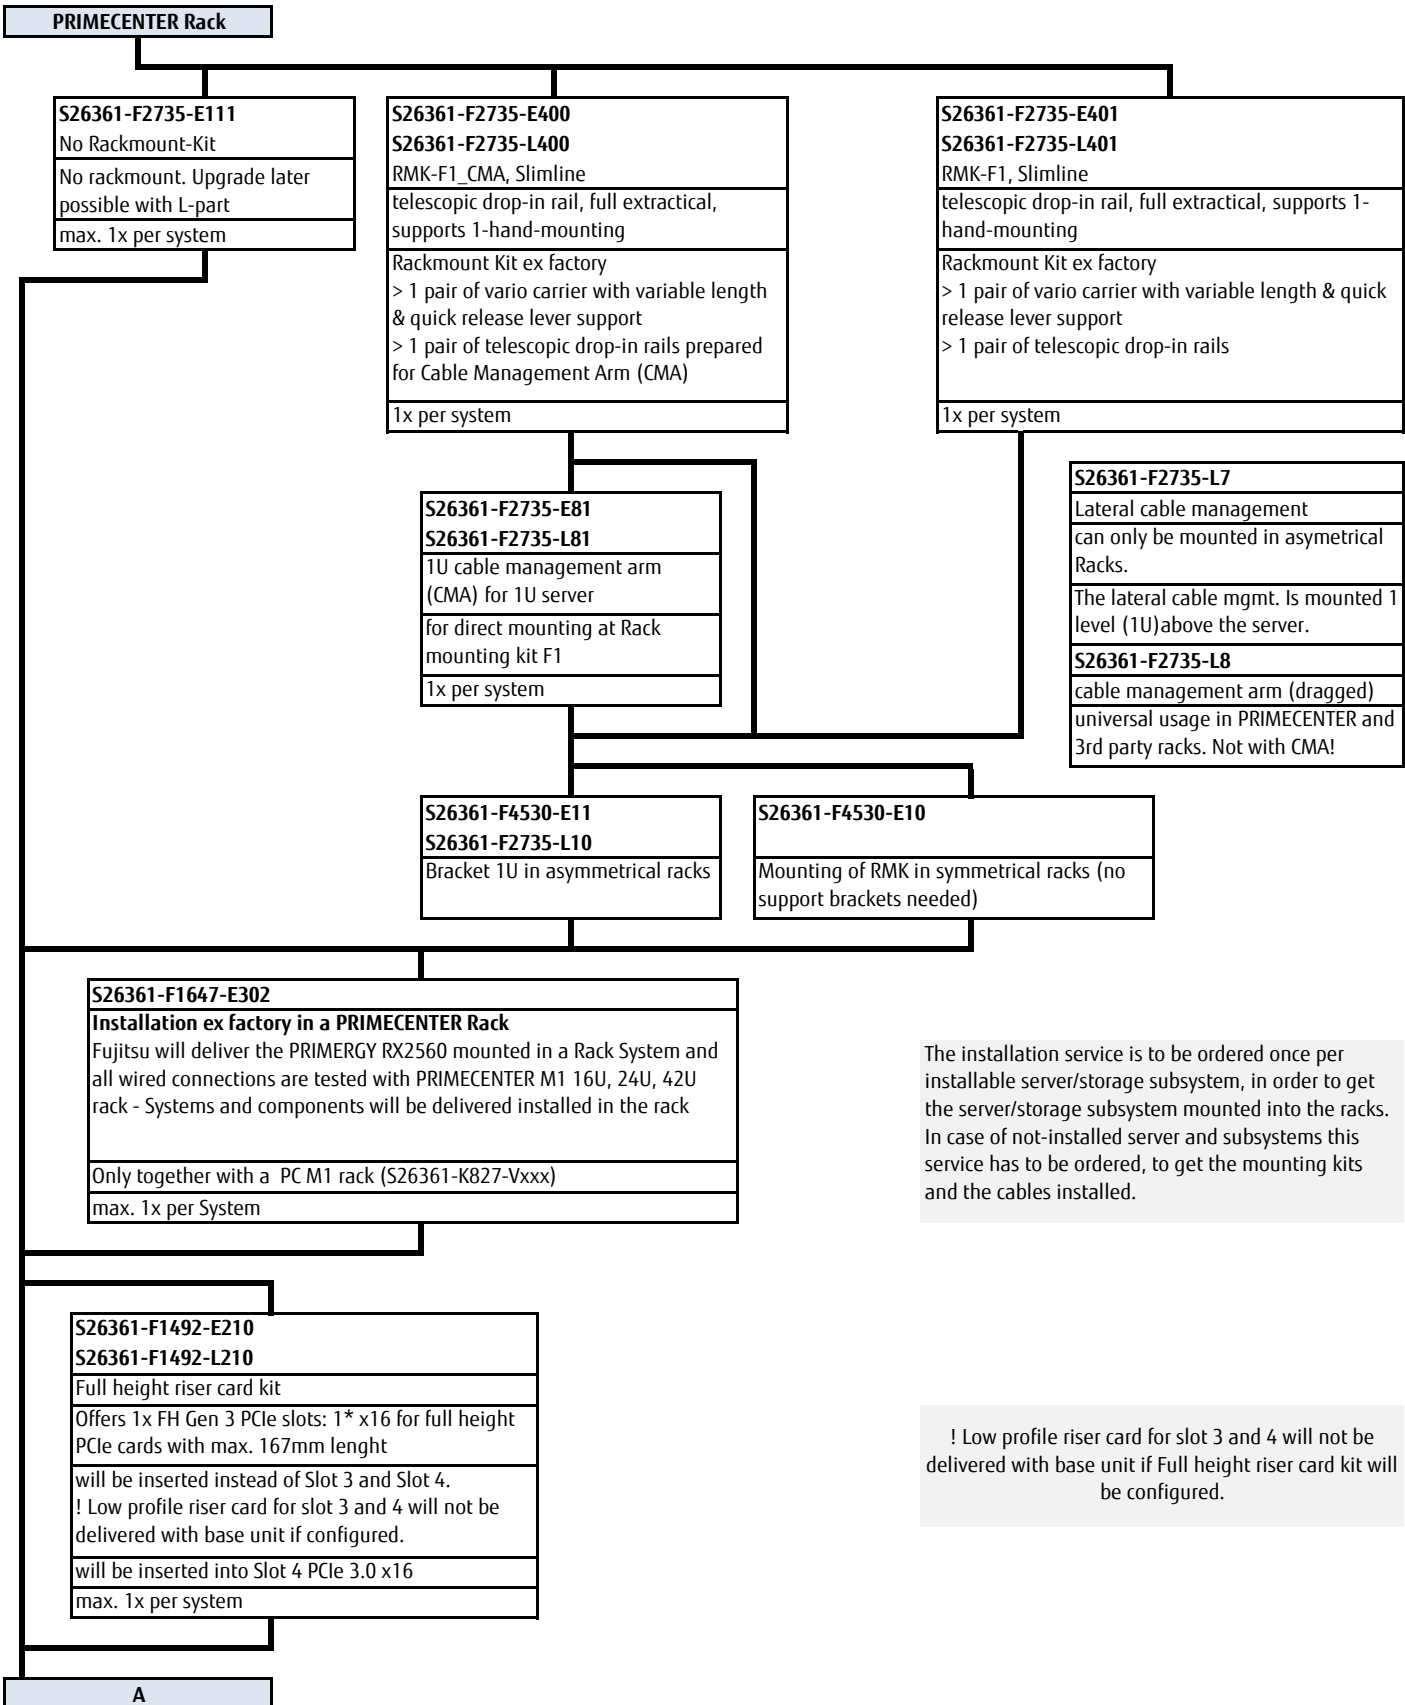 PRIMECENTER Rack
S26361-F2735-E111
No Rackmount-Kit
No rackmount. Upgrade later
possible with L-part
max. 1x per system
S26361-F2735-E400
S26361-F2735-L400
RMK-F1_CMA, Slimline
telescopic drop-in rail, full extractical,
supports 1-hand-mounting
Rackmount Kit ex factory
> 1 pair of vario carrier with variable length
& quick release lever support
> 1 pair of telescopic drop-in rails prepared
for Cable Management Arm (CMA)
1x per system
S26361-F2735-E401
S26361-F2735-L401
RMK-F1, Slimline
telescopic drop-in rail, full extractical, supports 1-
hand-mounting
Rackmount Kit ex factory
> 1 pair of vario carrier with variable length & quick
release lever support
> 1 pair of telescopic drop-in rails
1x per system
S26361-F2735-E81
S26361-F2735-L81
1U cable management arm
(CMA) for 1U server
for direct mounting at Rack
mounting kit F1
1x per system
S26361-F2735-L7
Lateral cable management
can only be mounted in asymetrical
Racks.
The lateral cable mgmt. Is mounted 1
level (1U)above the server.
S26361-F2735-L8
cable management arm (dragged)
universal usage in PRIMECENTER and
3rd party racks. Not with CMA!
S26361-F4530-E11
S26361-F2735-L10
Bracket 1U in asymmetrical racks
S26361-F4530-E10
Mounting of RMK in symmetrical racks (no
support brackets needed)
S26361-F1647-E302
Installation ex factory in a PRIMECENTER Rack
Fujitsu will deliver the PRIMERGY RX2560 mounted in a Rack System and
all wired connections are tested with PRIMECENTER M1 16U, 24U, 42U
rack - Systems and components will be delivered installed in the rack
Only together with a PC M1 rack (S26361-K827-Vxxx)
max. 1x per System
The installation service is to be ordered once per
installable server/storage subsystem, in order to get
the server/storage subsystem mounted into the racks.
In case of not-installed server and subsystems this
service has to be ordered, to get the mounting kits
and the cables installed.
S26361-F1492-E210
S26361-F1492-L210
Full height riser card kit
Offers 1x FH Gen 3 PCIe slots: 1* x16 for full height
PCIe cards with max. 167mm lenght
will be inserted instead of Slot 3 and Slot 4.
! Low profile riser card for slot 3 and 4 will not be
delivered with base unit if configured.
will be inserted into Slot 4 PCIe 3.0 x16
max. 1x per system
! Low profile riser card for slot 3 and 4 will not be
delivered with base unit if Full height riser card kit will
be configured.
A